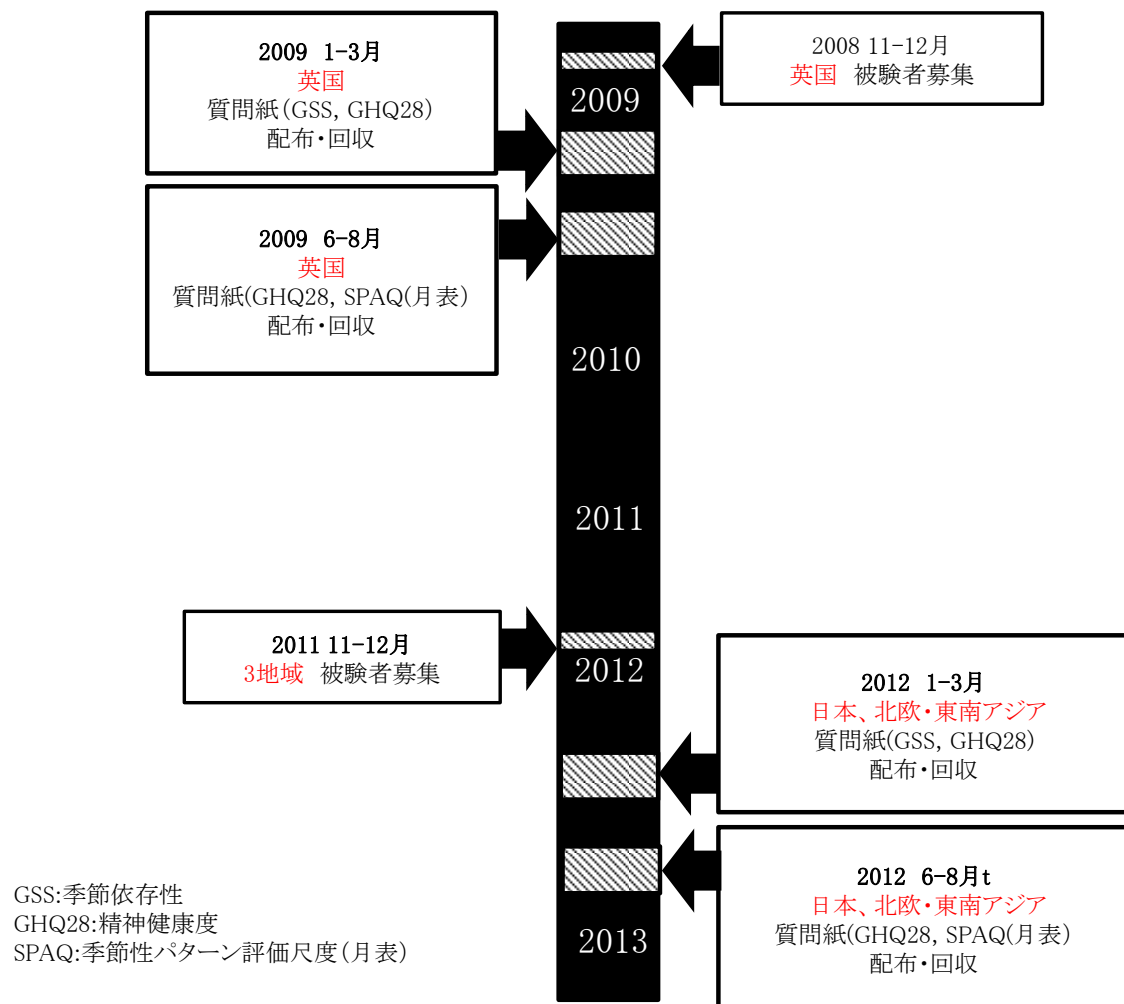 2009 1-3月
英国
質問紙(GSS, GHQ28)
配布・回収
2008 11-12月
英国 被験者募集
2009
2009 6-8月
英国
質問紙(GHQ28, SPAQ(月表)
配布・回収
2010
2011
2011 11-12月
3地域 被験者募集
2012
2012 1-3月
日本、北欧・東南アジア
質問紙(GSS, GHQ28)
配布・回収
2012 6-8月t
日本、北欧・東南アジア
質問紙(GHQ28, SPAQ(月表)
配布・回収
2013
GSS:季節依存性
GHQ28:精神健康度
SPAQ:季節性パターン評価尺度(月表)